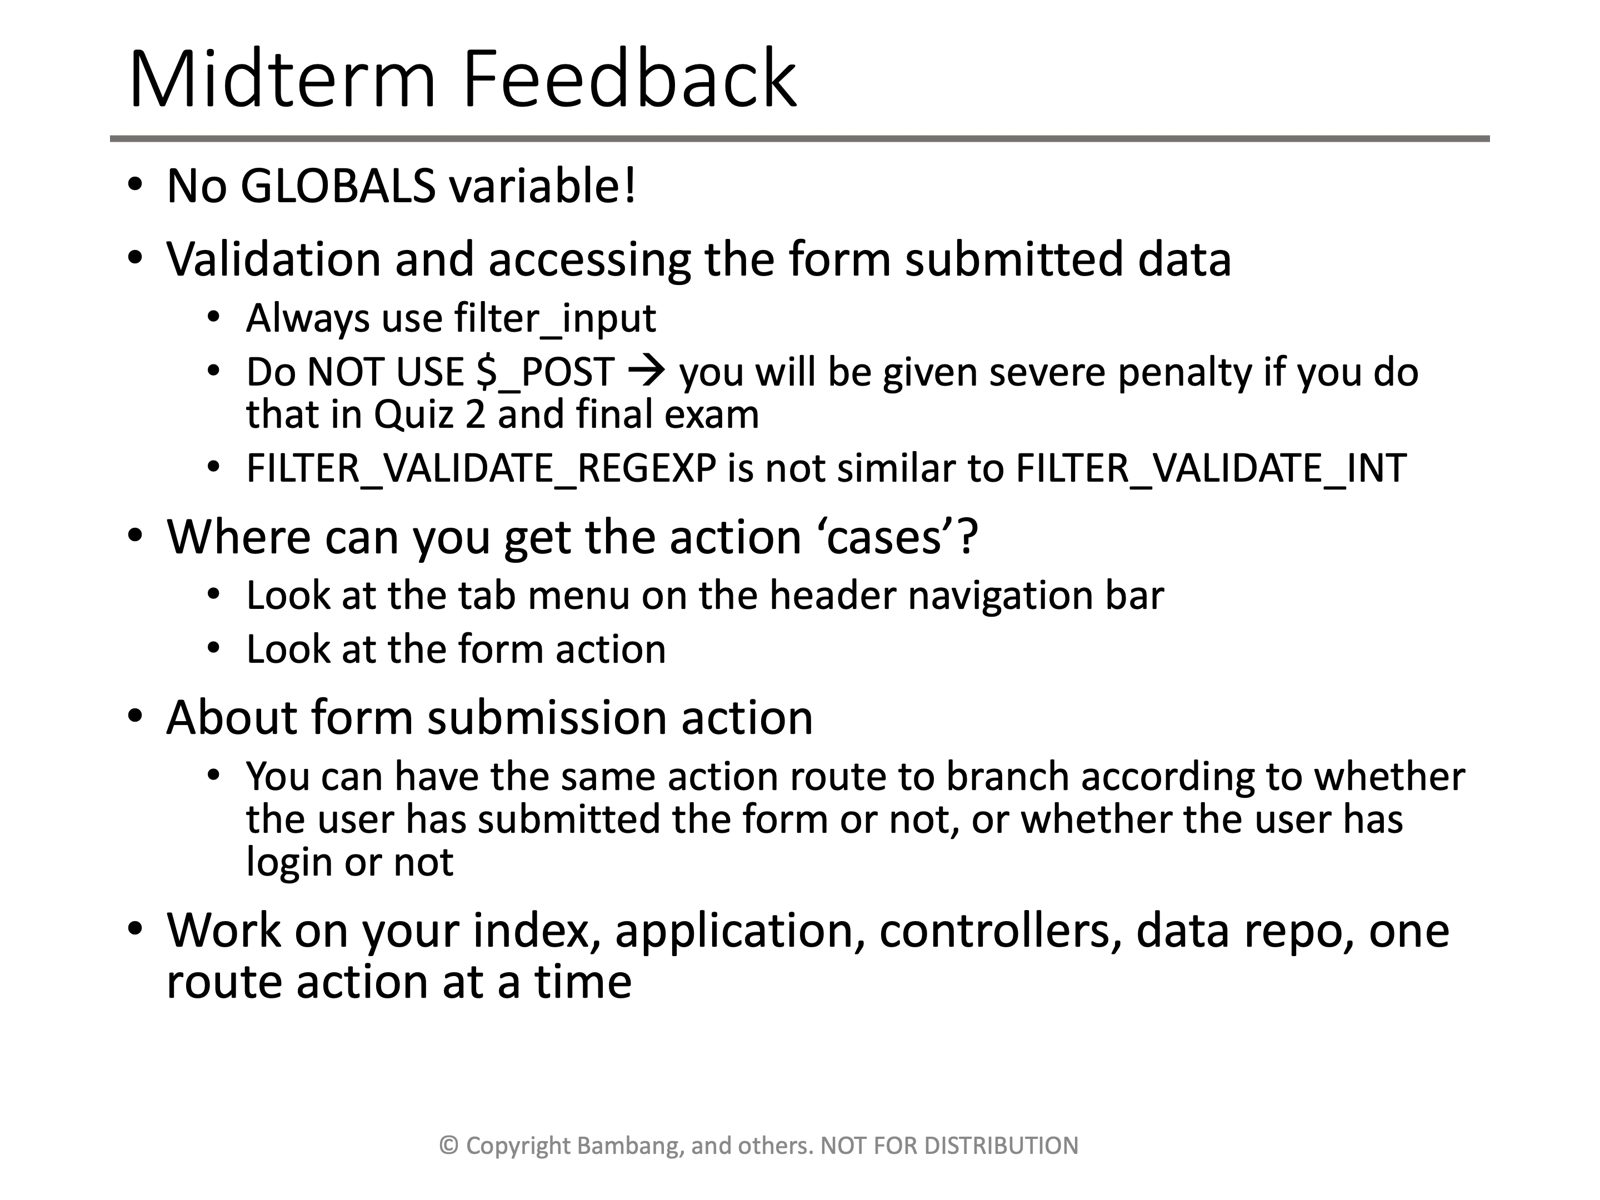 Midterm Feedback
• No GLOBALS variable!
• Validation and accessing the form submitted data
• Always use filter_input
• Do NOT USE $_POST → you will be given severe penalty if you do
that in Quiz 2 and final exam
• FILTER_VALIDATE_REGEXP is not similar to FILTER_VALIDATE_INT
• Where can you get the action ‘cases’?
• Look at the tab menu on the header navigation bar
• Look at the form action
• About form submission action
• You can have the same action route to branch according to whether
the user has submitted the form or not, or whether the user has
login or not
• Work on your index, application, controllers, data repo, one
route action at a time
© Copyright Bambang, and others. NOT FOR DISTRIBUTION